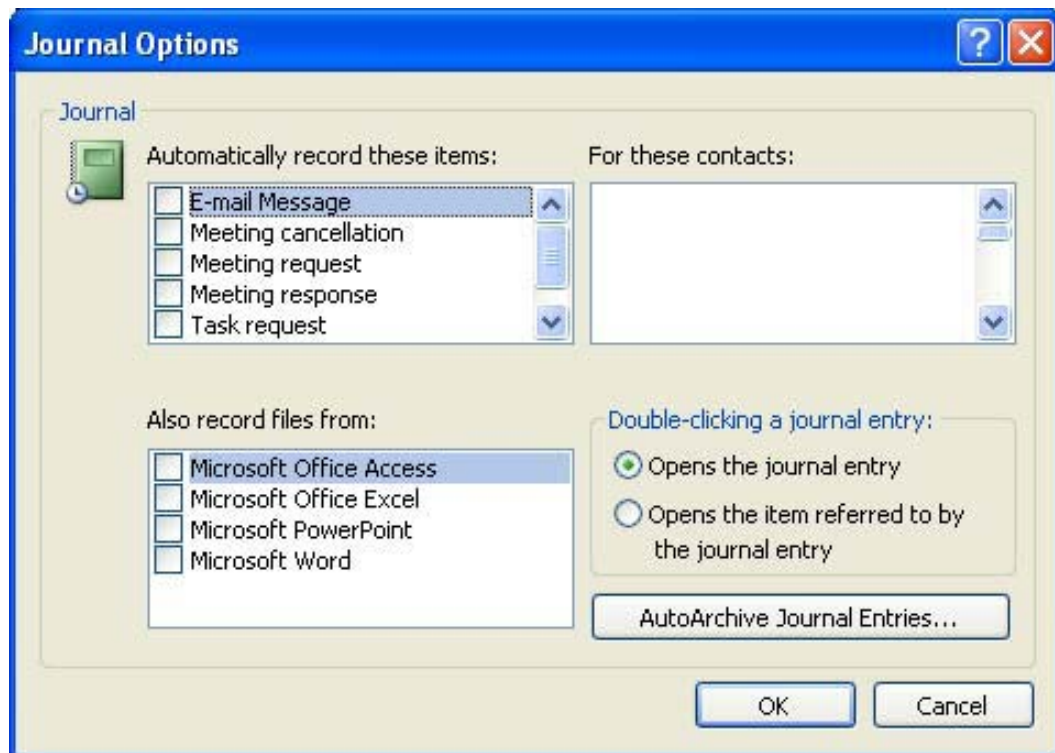 Journal Options
Journal
Automatically record these items:
E-mail Message
Meeting cancellation
Meeting request
Meeting response
Task request
For these contacts:
Also record files from:
Microsoft Office Access
Microsoft Office Excel
Microsoft PowerPoint
Microsoft Word
Double-clicking a journal entry:
Opens the journal entry
Opens the item referred to by
the journal entry
AutoArchive Journal Entries...
OK
Cancel